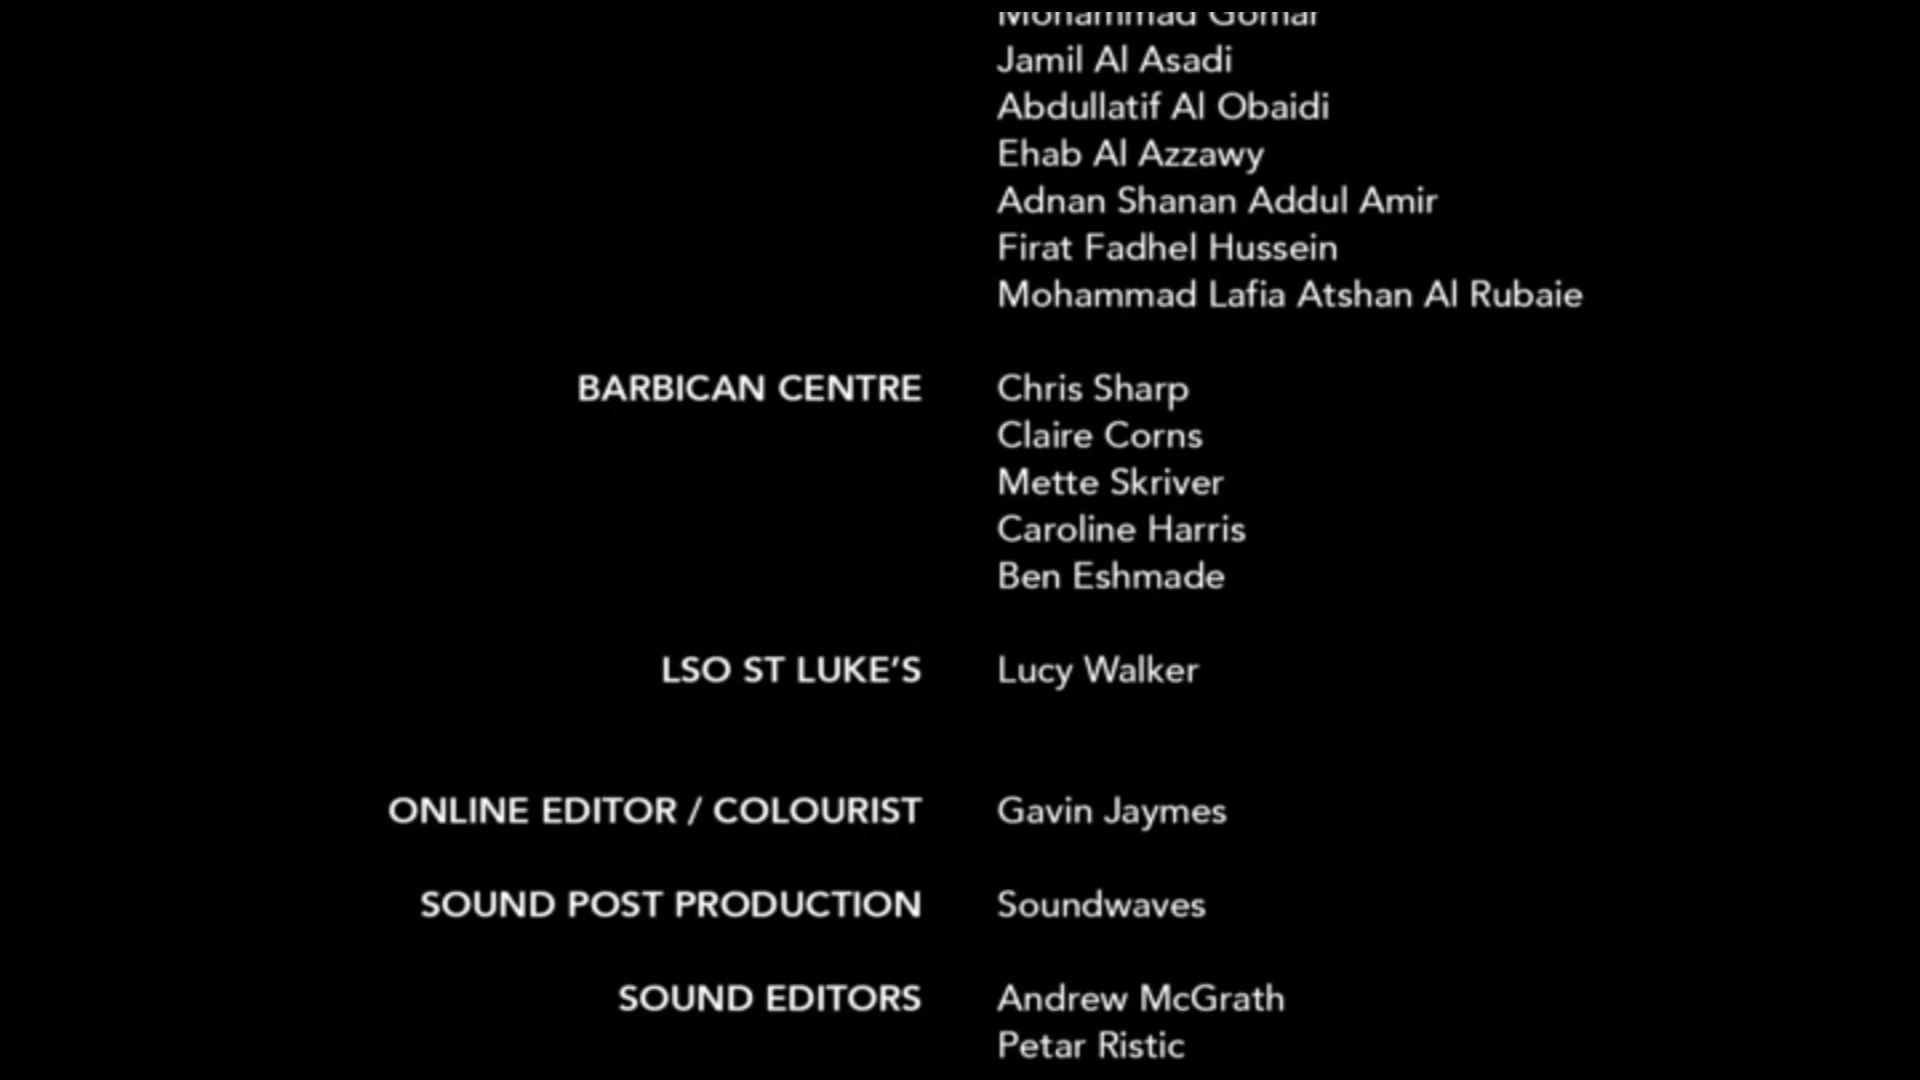 Mohammad Gomar
Jamil Al Asadi
Abdullatif Al Obaidi
Ehab Al Azzawy
Adnan Shanan Addul Amir
Firat Fadhel Hussein
Mohammad Lafia Atshan Al Rubaie
BARBICAN CENTRE Chris Sharp
Claire Corns
Mette Skriver
Caroline Harris
Ben Eshmade
LSO ST LUKE’S Lucy Walker
ONLINE EDITOR / COLOURIST Gavin Jaymes
SOUND POST PRODUCTION Soundwaves
SOUND EDITORS Andrew McGrath
Petar Ristic